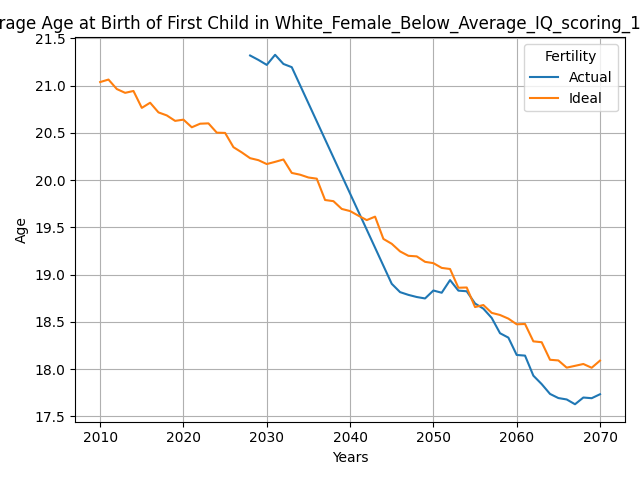 rage Age at Birth of First Child in White_Female_Below_Average_IQ_scoring_1
21.5
21.0
20.5
20.0
19.5
19.0
18.5
18.0
17.5
Age
Fertility
Actual
Ideal
2010 2020 2030 2040 2050 2060 2070
Years